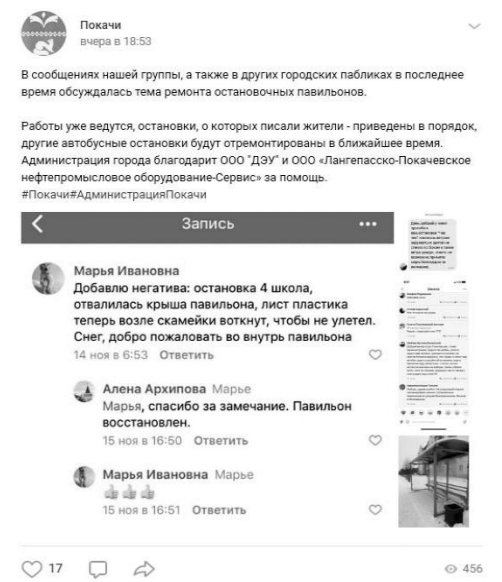 Покачи
вчера в 18:53
В сообщениях нашей группы, а также в других городских пабликах в последнее
время обсуждалась тема ремонта остановочных павильонов.
Работы уже ведутся, остановки, о которых писали жители - приведены в порядок,
другие автобусные остановки будут отремонтированы в ближайшее время.
Администрация города благодарит ООО "ДЭУ" и ООО «Лангепасско-Покачевское
нефтепромысловое оборудование-Сервис» за помощь.
#Покачи#АдминистрацияПокачи
Запись
Марья Ивановна
Добавлю негатива: остановка 4 школа,
отвалилась крыша павильона, лист пластика
теперь возле скамейки воткнут, чтобы не улетел.
Снег, добро пожаловать во внутрь павильона
14 ноя в 6:53 Ответить
Алена Архипова Марье
Марья, спасибо за замечание. Павильон
восстановлен.
15 ноя в 16:50 Ответить
Марья Ивановна Марье
15 ноя в 16:51 Ответить
17
456